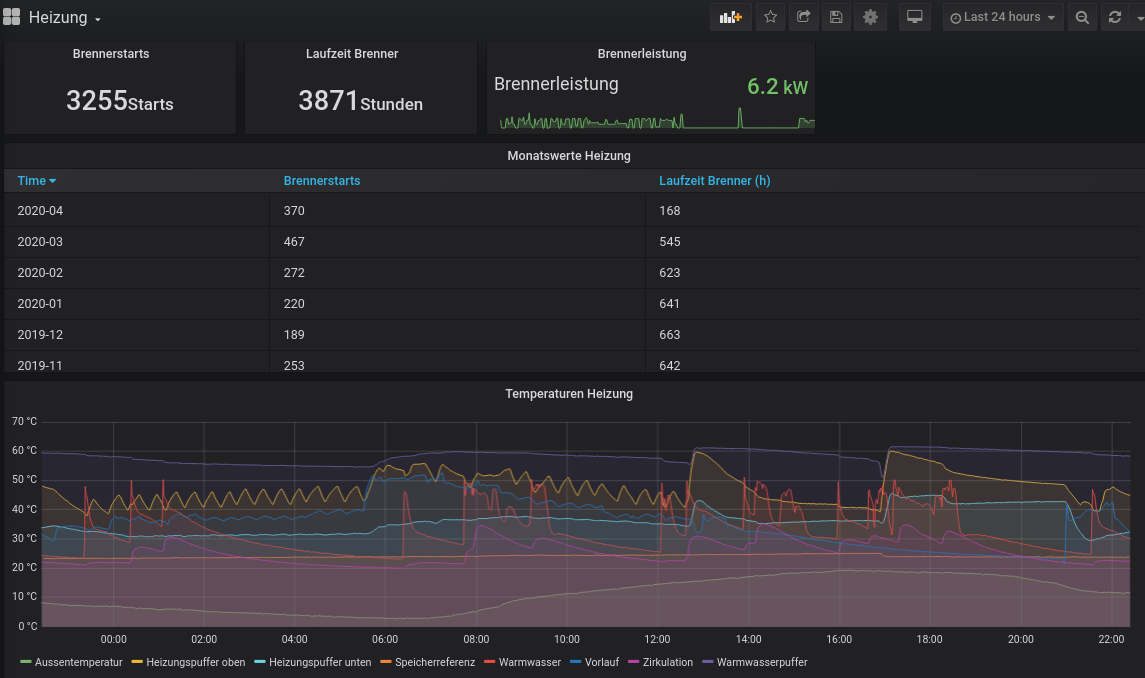 Heizung
Last 24 hours
Brennerstarts
3255 Starts
Laufzeit Brenner
3871 Stunden
Brennerleistung
Brennerleistung 6.2 kW
Monatswerte Heizung
Time Brennerstarts Laufzeit Brenner (h)
2020-04 370 168
2020-03 467 545
2020-02 272 623
2020-01 220 641
2019-12 189 663
2019-11 253 642
Temperaturen Heizung
70 °C
60 °C
50 °C
40 °C
30 °C
20 °C
10 °C
0 °C
00:00 02:00 04:00 06:00 08:00 10:00 12:00 14:00 16:00 18:00 20:00 22:00
Aussentemperatur Heizungspuffer oben Heizungspuffer unten Speicherreferenz Warmwasser Vorlauf Zirkulation Warmwasserpuffer